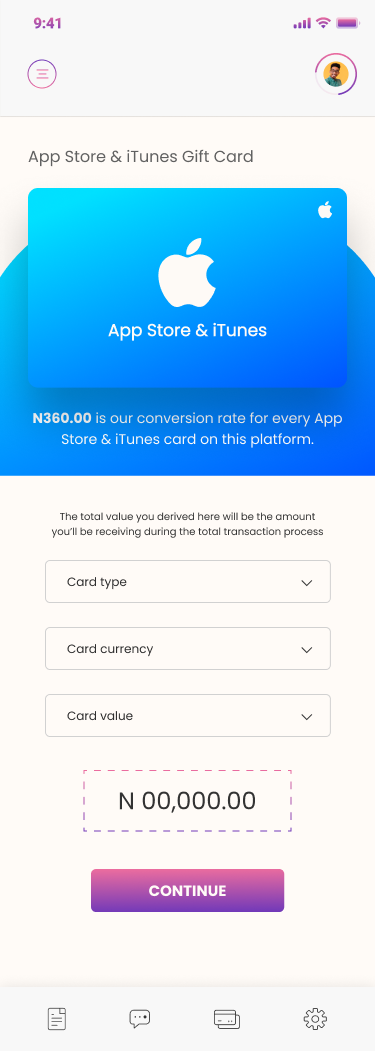 9:41
App Store & iTunes Gift Card
App Store & iTunes
N360.00 is our conversion rate for every App
Store & iTunes card on this platform.
The total value you derived here will be the amount
you'll be receiving during the total transaction process
Card type
Card currency
Card value
N 00,000.00
CONTINUE